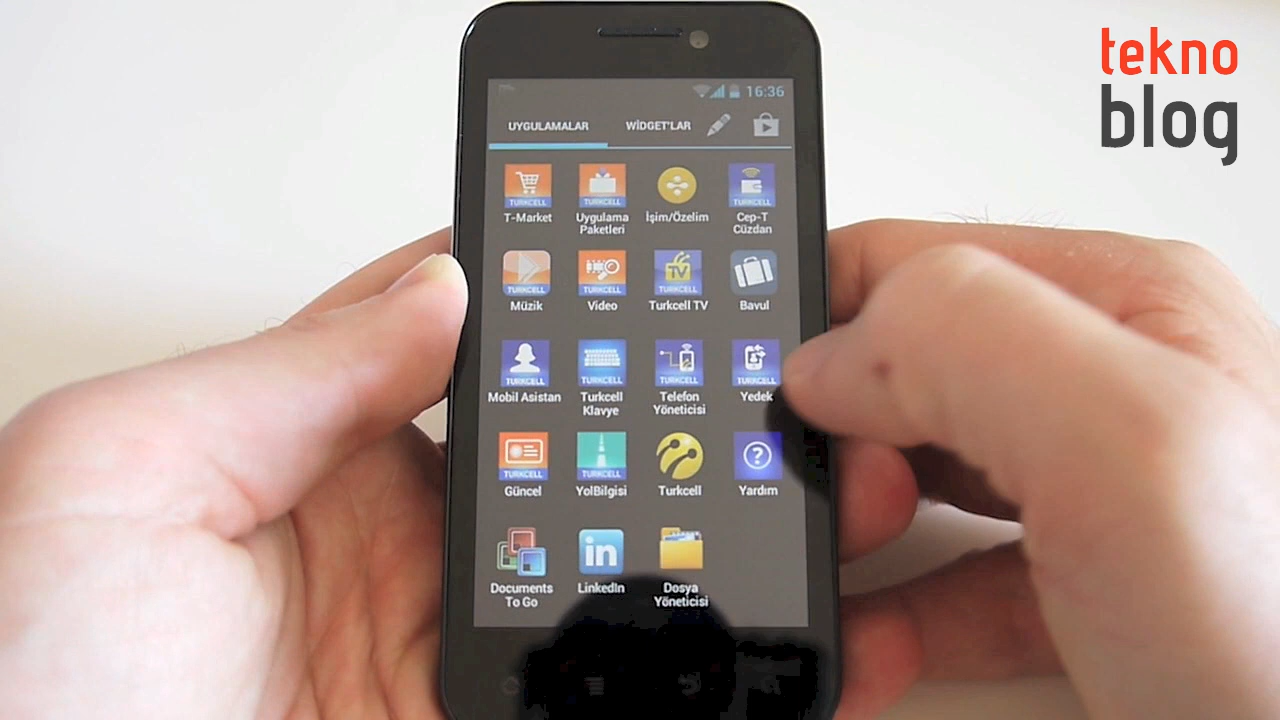 tekno
blog
16:36
UYGULAMALAR WİDGET'LAR
TURKCELL TURKCELL TURKCELL
T-Market Uygulama Paketleri İşim/Özelim Cep-T Cüzdan
TURKCELL TURKCELL TV TURKCELL
Müzik Video Turkcell TV Bavul
TURKCELL TURKCELL TURKCELL TURKCELL
Mobil Asistan Turkcell Klavye Telefon Yöneticisi Yedek
TURKCELL TURKCELL ?
Güncel YolBilgisi Turkcell Yardım
in
Documents To Go LinkedIn Dosya Yöneticisi